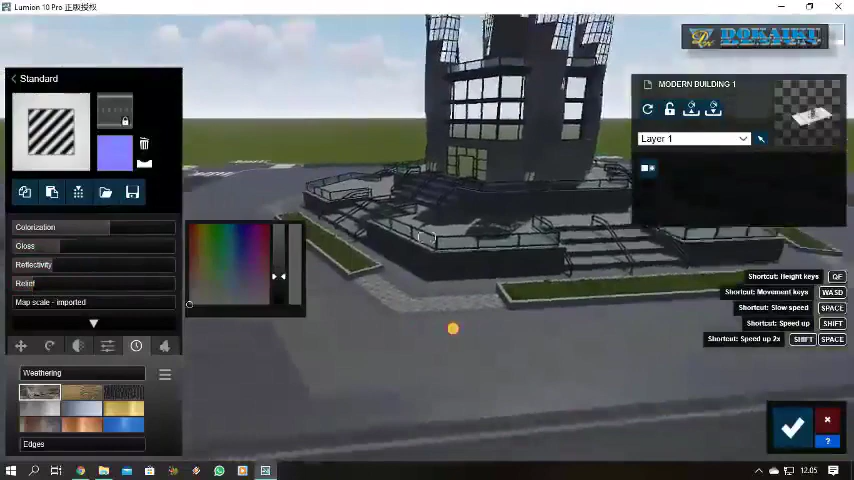 Lumion 10 Pro 正版授权
ROKAIKI
Standard
MODERN BUILDING 1
Layer 1
Colorization
Gloss
Reflectivity
Relief
Map scale - imported
Shortcut: Height keys QF
Shortcut: Movement keys WASD
Shortcut: Slow speed SPACE
Shortcut: Speed up SHIFT
Shortcut: Speed up 2x SHIFT SPACE
Weathering
Edges
?
12.05